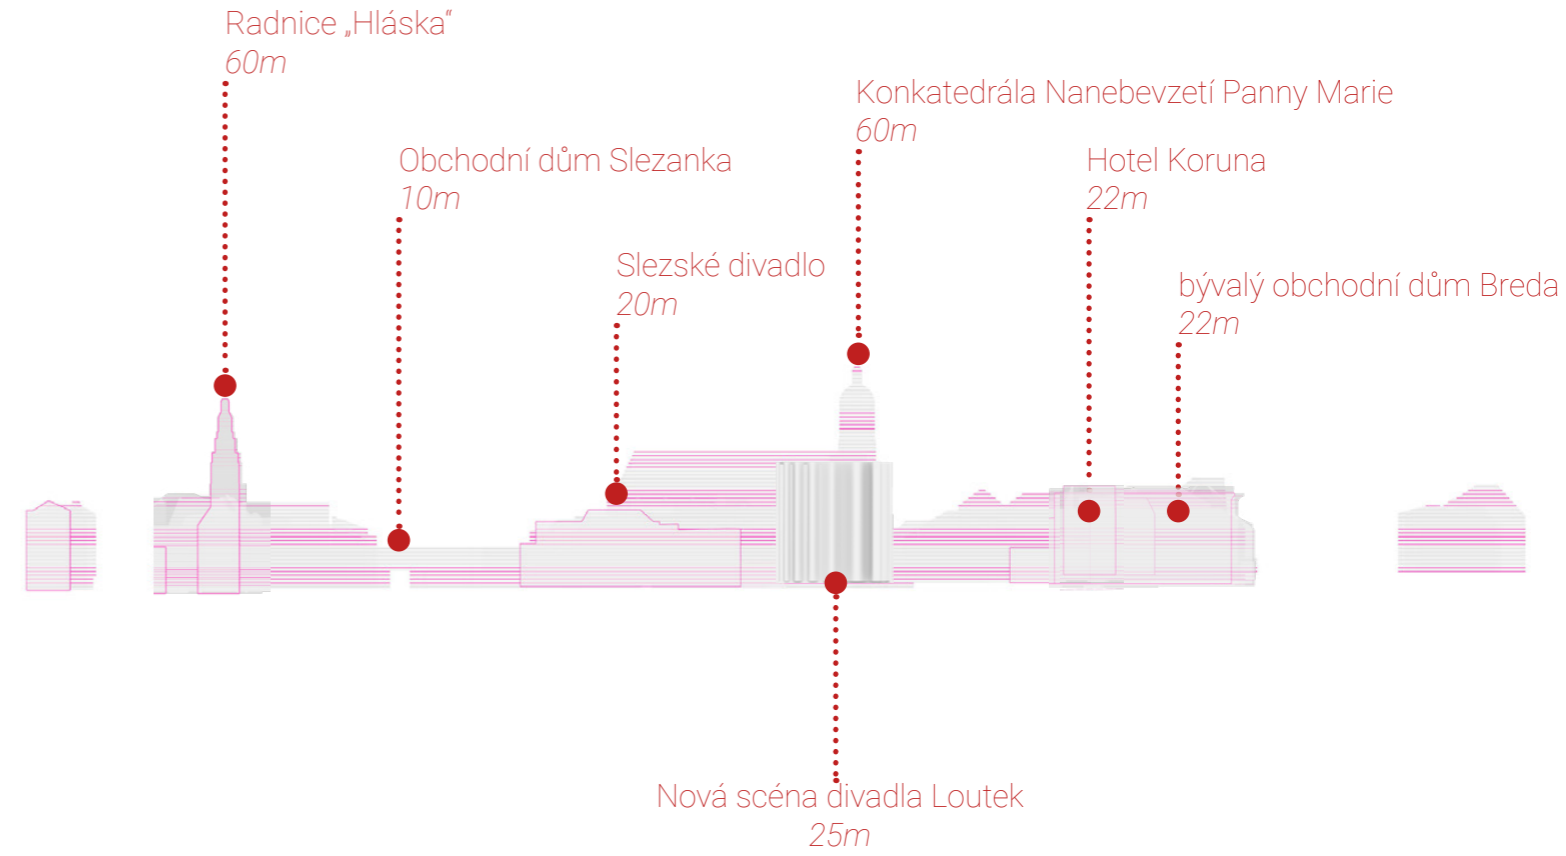 Radnice „Hláska“
60m
Konkatedrála Nanebevzetí Panny Marie
60m
Obchodní dům Slezanka
10m
Hotel Koruna
22m
Slezské divadlo
20m
bývalý obchodní dům Breda
22m
Nová scéna divadla Loutek
25m